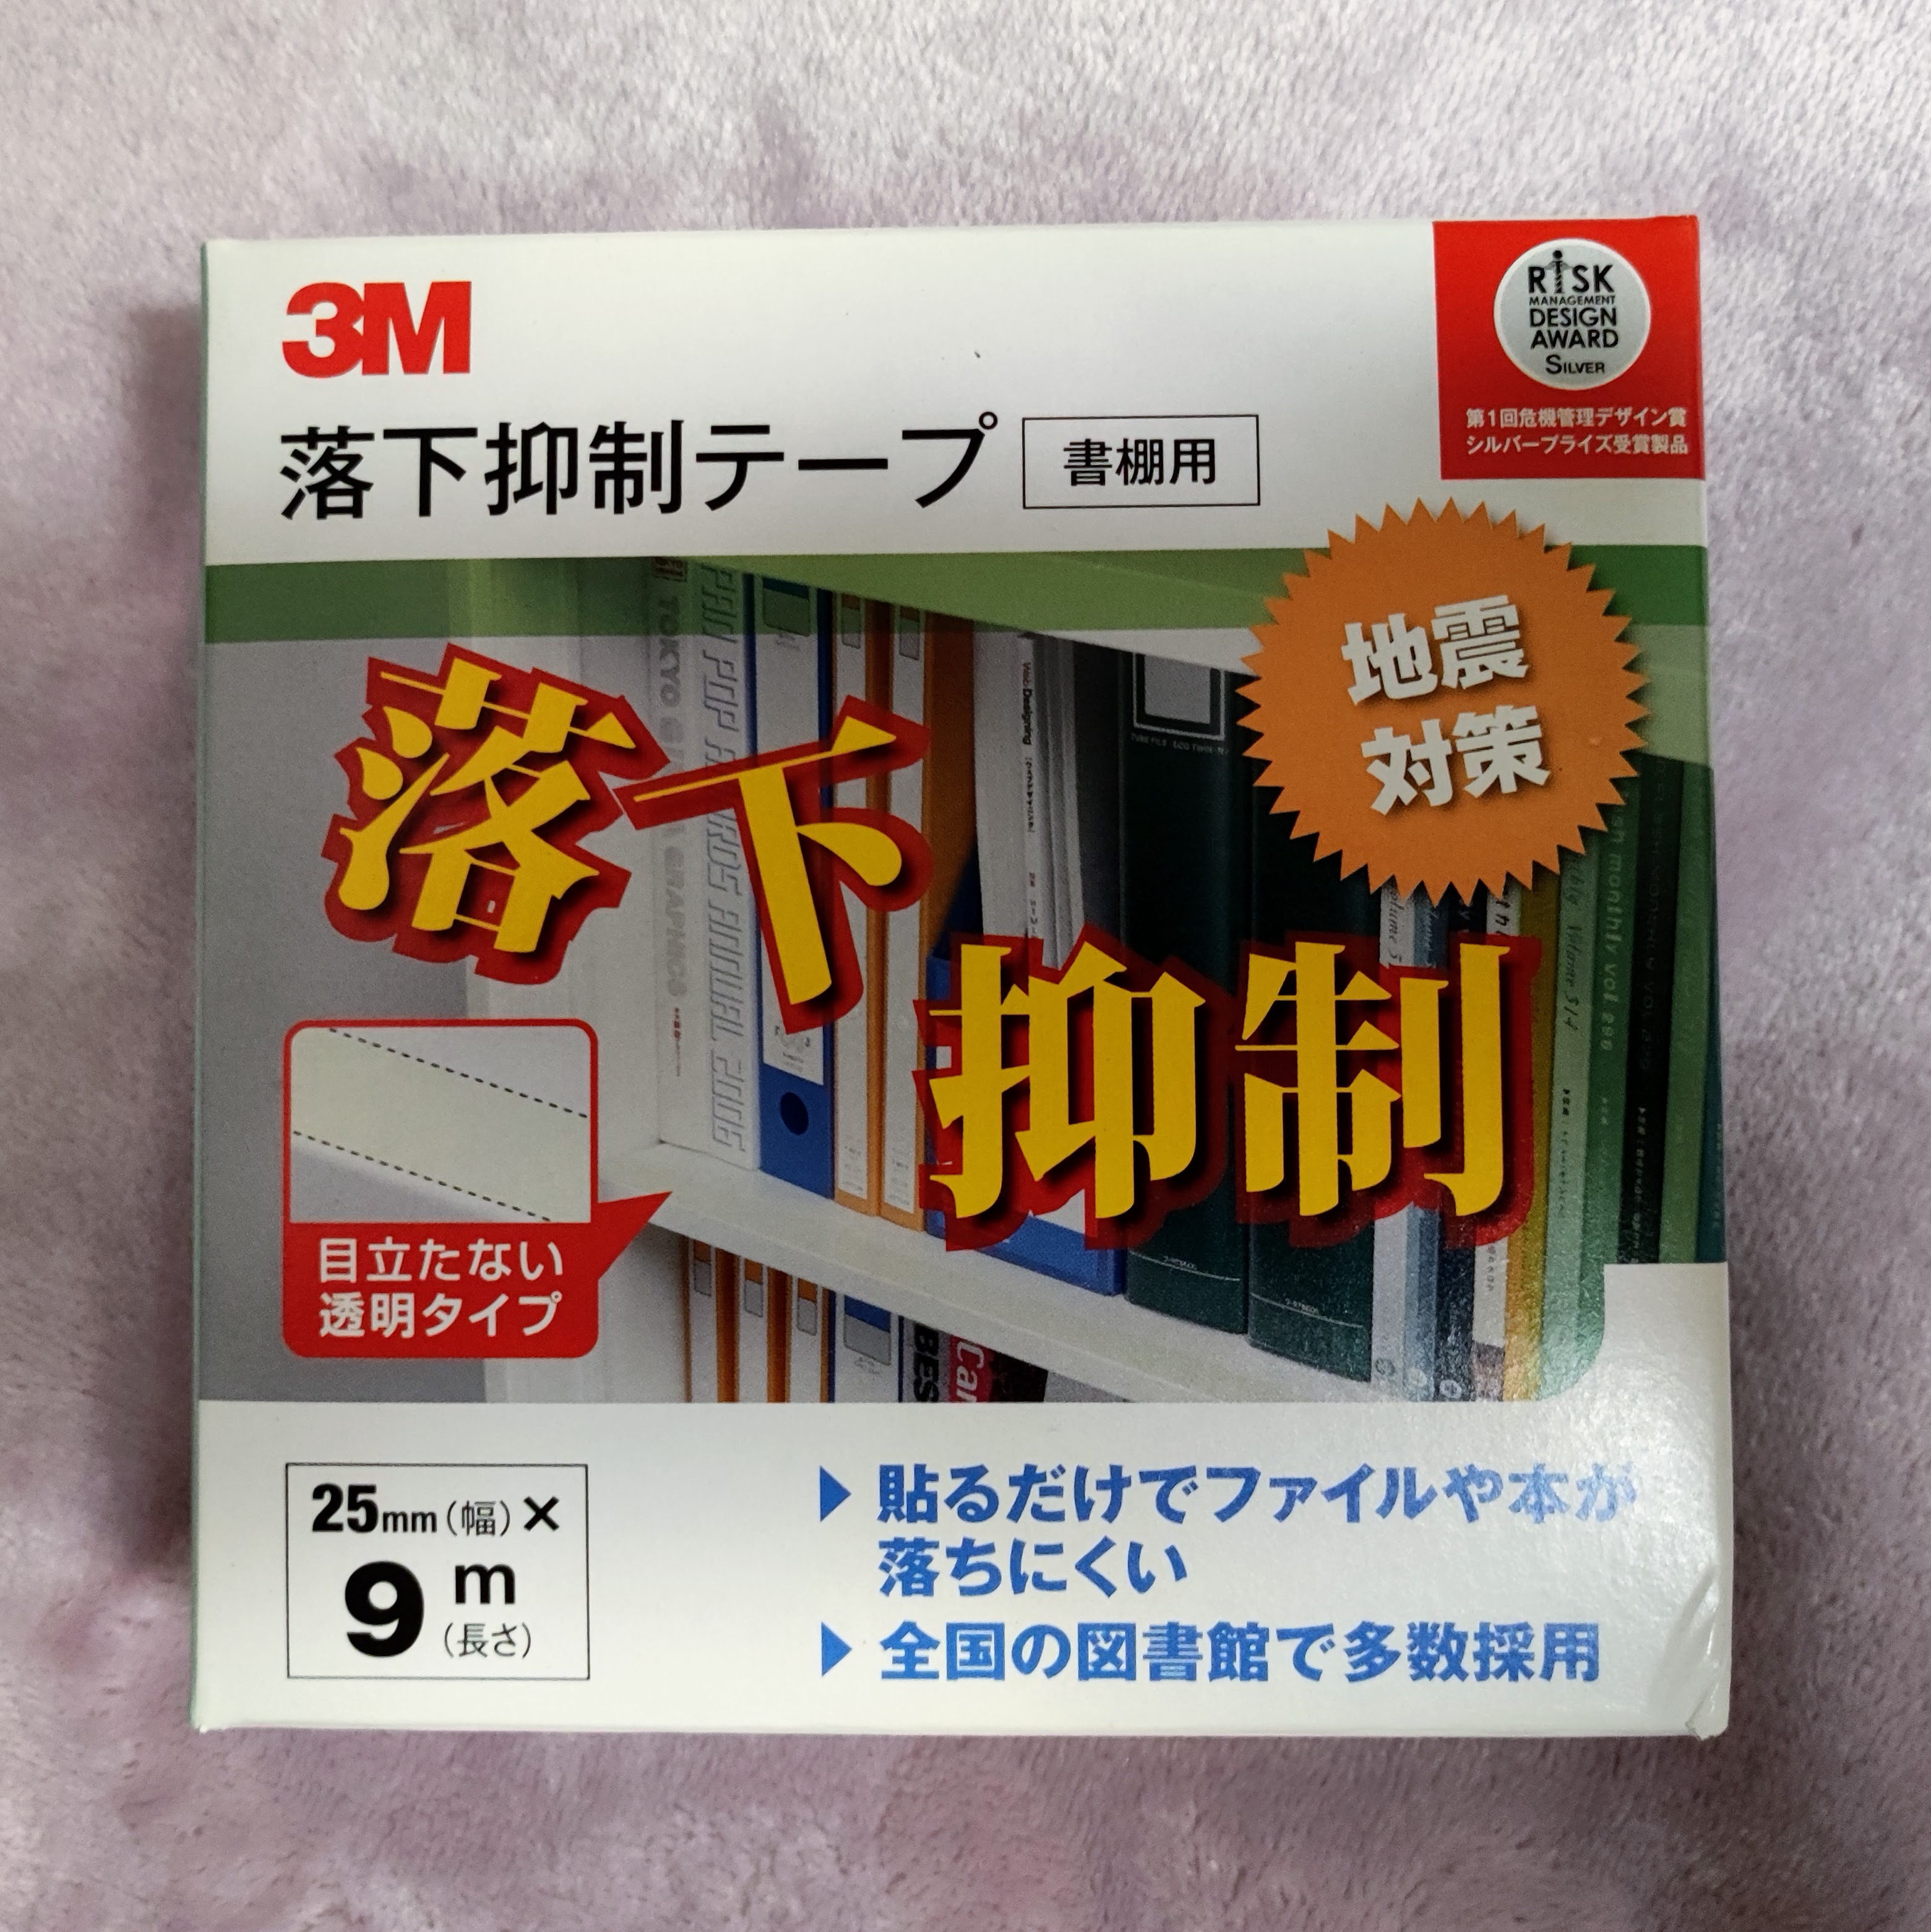 3M
RISK
MANAGEMENT
DESIGN
AWARD
SILVER
第1回危機管理デザイン賞
シルバープライズ受賞製品
落下抑制テープ 書棚用
地震
対策
落下
抑制
目立たない
透明タイプ
25mm(幅)×
9m
(長さ)
▶貼るだけでファイルや本が
落ちにくい
▶全国の図書館で多数採用